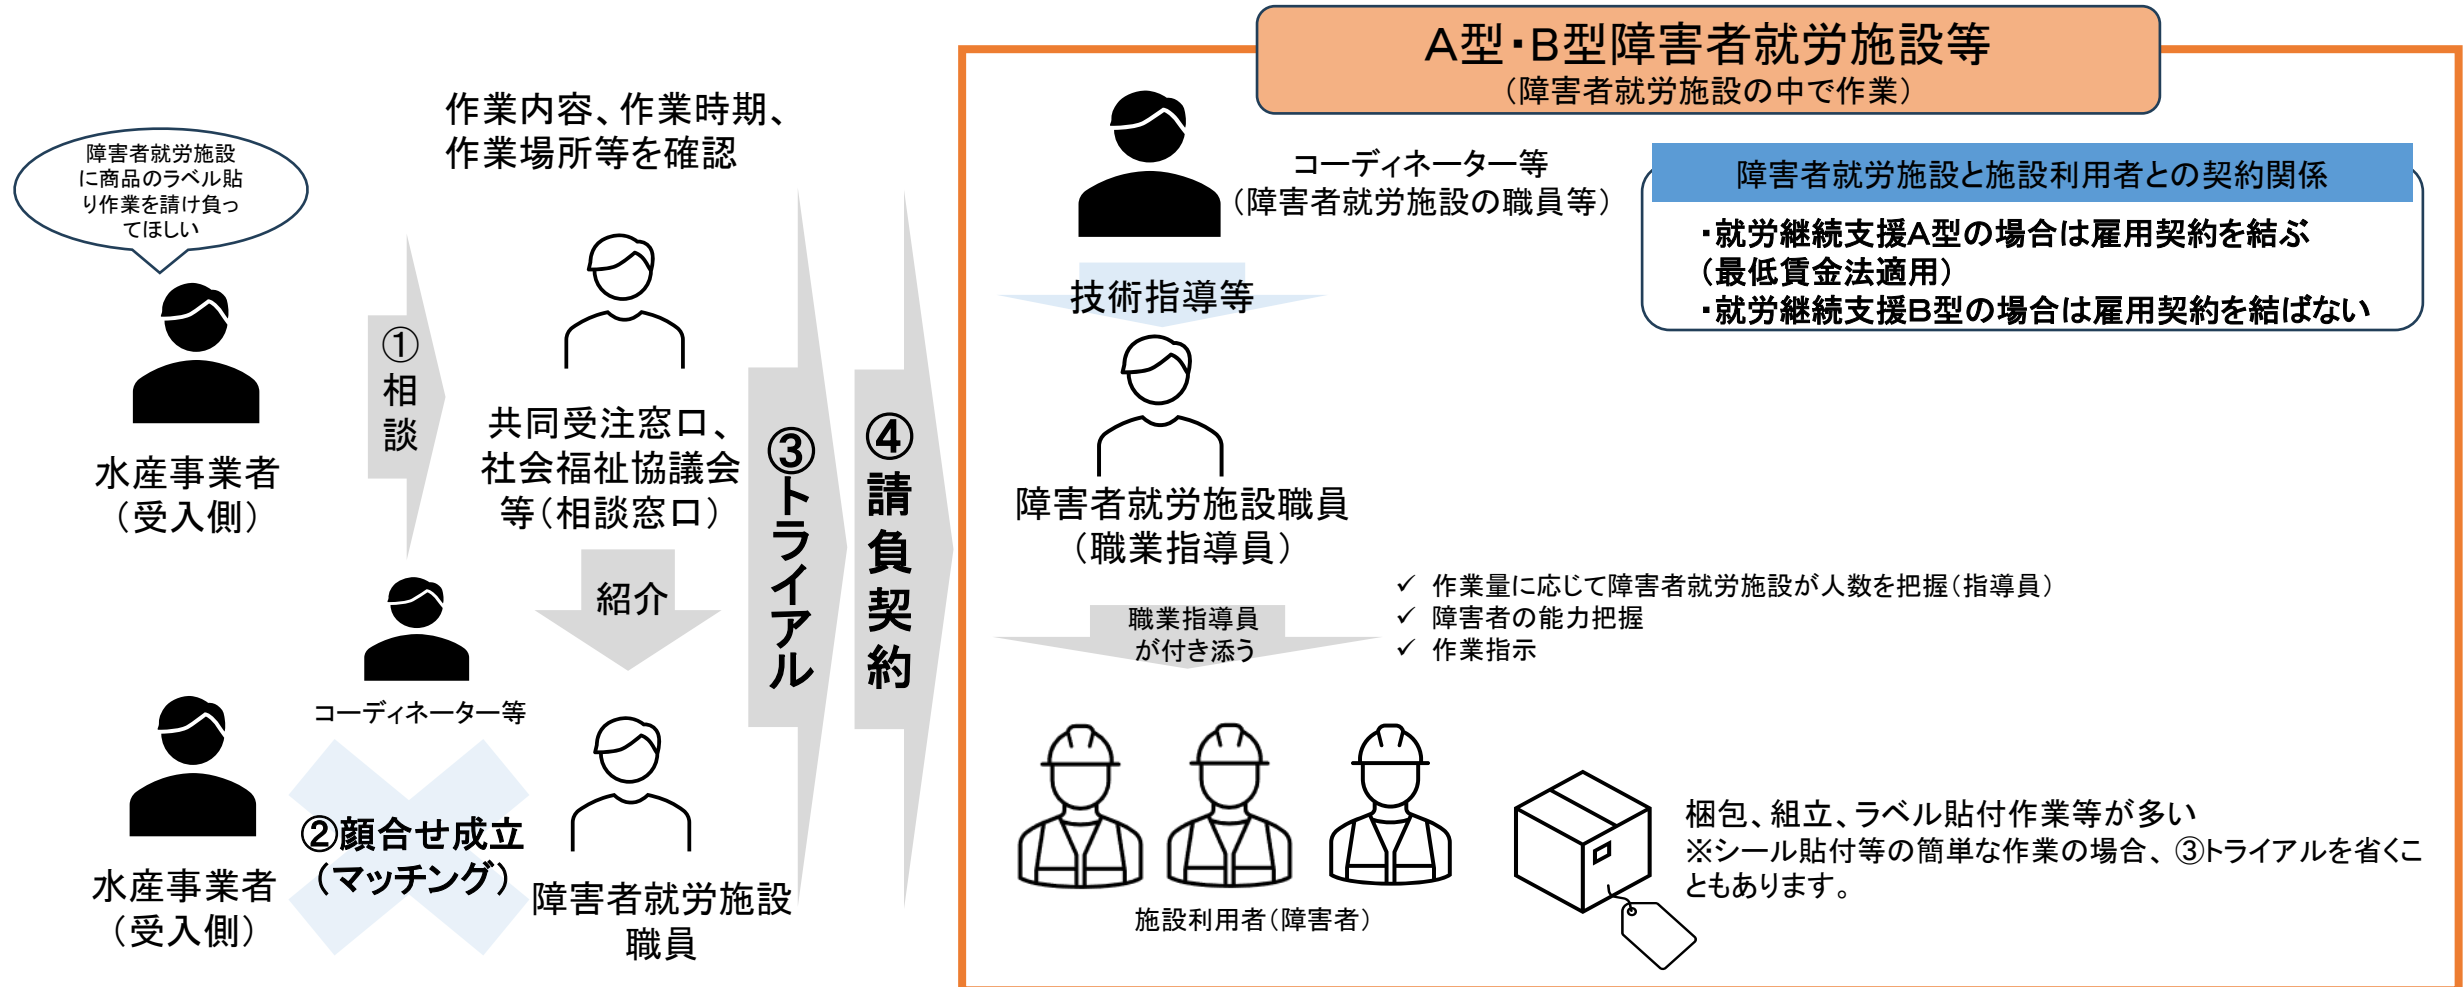 障害者就労施設
に商品のラベル貼
り作業を請け負っ
てほしい
水産事業者
（受入側）
①相談
作業内容、作業時期、
作業場所等を確認
共同受注窓口、
社会福祉協議会
等（相談窓口）
紹介
コーディネーター等
水産事業者
（受入側）
②顔合せ成立
（マッチング）
障害者就労施設
職員
③トライアル
④請負契約
A型・B型障害者就労施設等
（障害者就労施設の中で作業）
コーディネーター等
（障害者就労施設の職員等）
障害者就労施設と施設利用者との契約関係
・就労継続支援A型の場合は雇用契約を結ぶ
（最低賃金法適用）
・就労継続支援B型の場合は雇用契約を結ばない
技術指導等
障害者就労施設職員
（職業指導員）
職業指導員
が付き添う
✓ 作業量に応じて障害者就労施設が人数を把握（指導員）
✓ 障害者の能力把握
✓ 作業指示
施設利用者（障害者）
梱包、組立、ラベル貼付作業等が多い
※シール貼付等の簡単な作業の場合、③トライアルを省くこ
ともあります。